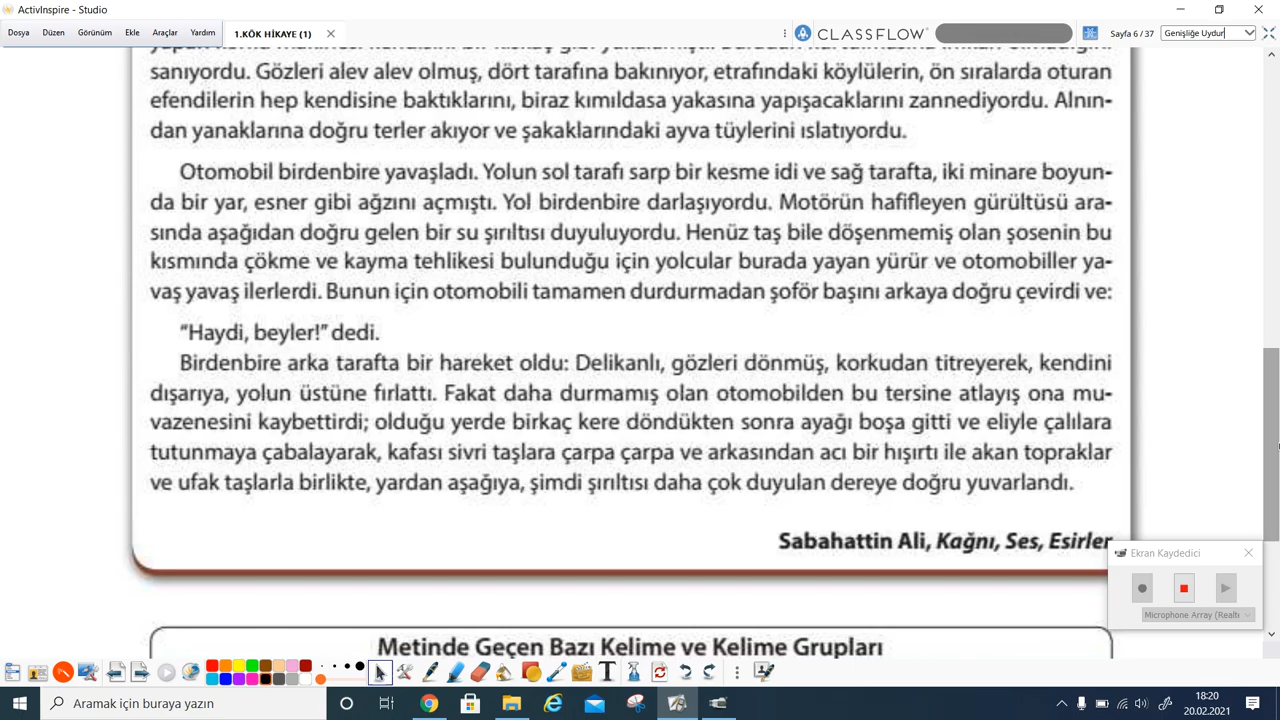 ActivInspire - Studio
Dosya Düzen Görünüm Ekle Araçlar Yardım 1.KÖK HİKAYE (1) CLASSFLOW Sayfa 6 / 37 Genişliğe Uydur
sanıyordu. Gözleri alev alev olmuş, dört tarafına bakınıyor, etrafındaki köylülerin, ön sıralarda oturan
efendilerin hep kendisine baktıklarını, biraz kımıldasa yakasına yapışacaklarını zannediyordu. Alnın-
dan yanaklarına doğru terler akıyor ve şakaklarındaki ayva tüylerini ıslatıyordu.
Otomobil birdenbire yavaşladı. Yolun sol tarafı sarp bir kesme idi ve sağ tarafta, iki minare boyun-
da bir yar, esner gibi ağzını açmıştı. Yol birdenbire darlaşıyordu. Motörün hafifleyen gürültüsü ara-
sında aşağıdan doğru gelen bir su şırıltısı duyuluyordu. Henüz taş bile döşenmemiş olan şosenin bu
kısmında çökme ve kayma tehlikesi bulunduğu için yolcular burada yayan yürür ve otomobiller ya-
vaş yavaş ilerlerdi. Bunun için otomobili tamamen durdurmadan şoför başını arkaya doğru çevirdi ve:
“Haydi, beyler!” dedi.
Birdenbire arka tarafta bir hareket oldu: Delikanlı, gözleri dönmüş, korkudan titreyerek, kendini
dışarıya, yolun üstüne fırlattı. Fakat daha durmamış olan otomobilden bu tersine atlayış ona mu-
vazenesini kaybettirdi; olduğu yerde birkaç kere döndükten sonra ayağı boşa gitti ve eliyle çalılara
tutunmaya çabalayarak, kafası sivri taşlara çarpa çarpa ve arkasından acı bir hışırtı ile akan topraklar
ve ufak taşlarla birlikte, yardan aşağıya, şimdi şırıltısı daha çok duyulan dereye doğru yuvarlandı.
Sabahattin Ali, Kağnı, Ses, Esirler
Ekran Kaydedici
Microphone Array (Realte
Metinde Geçen Bazı Kelime ve Kelime Grupları
Aramak için buraya yazın
18:20
20.02.2021